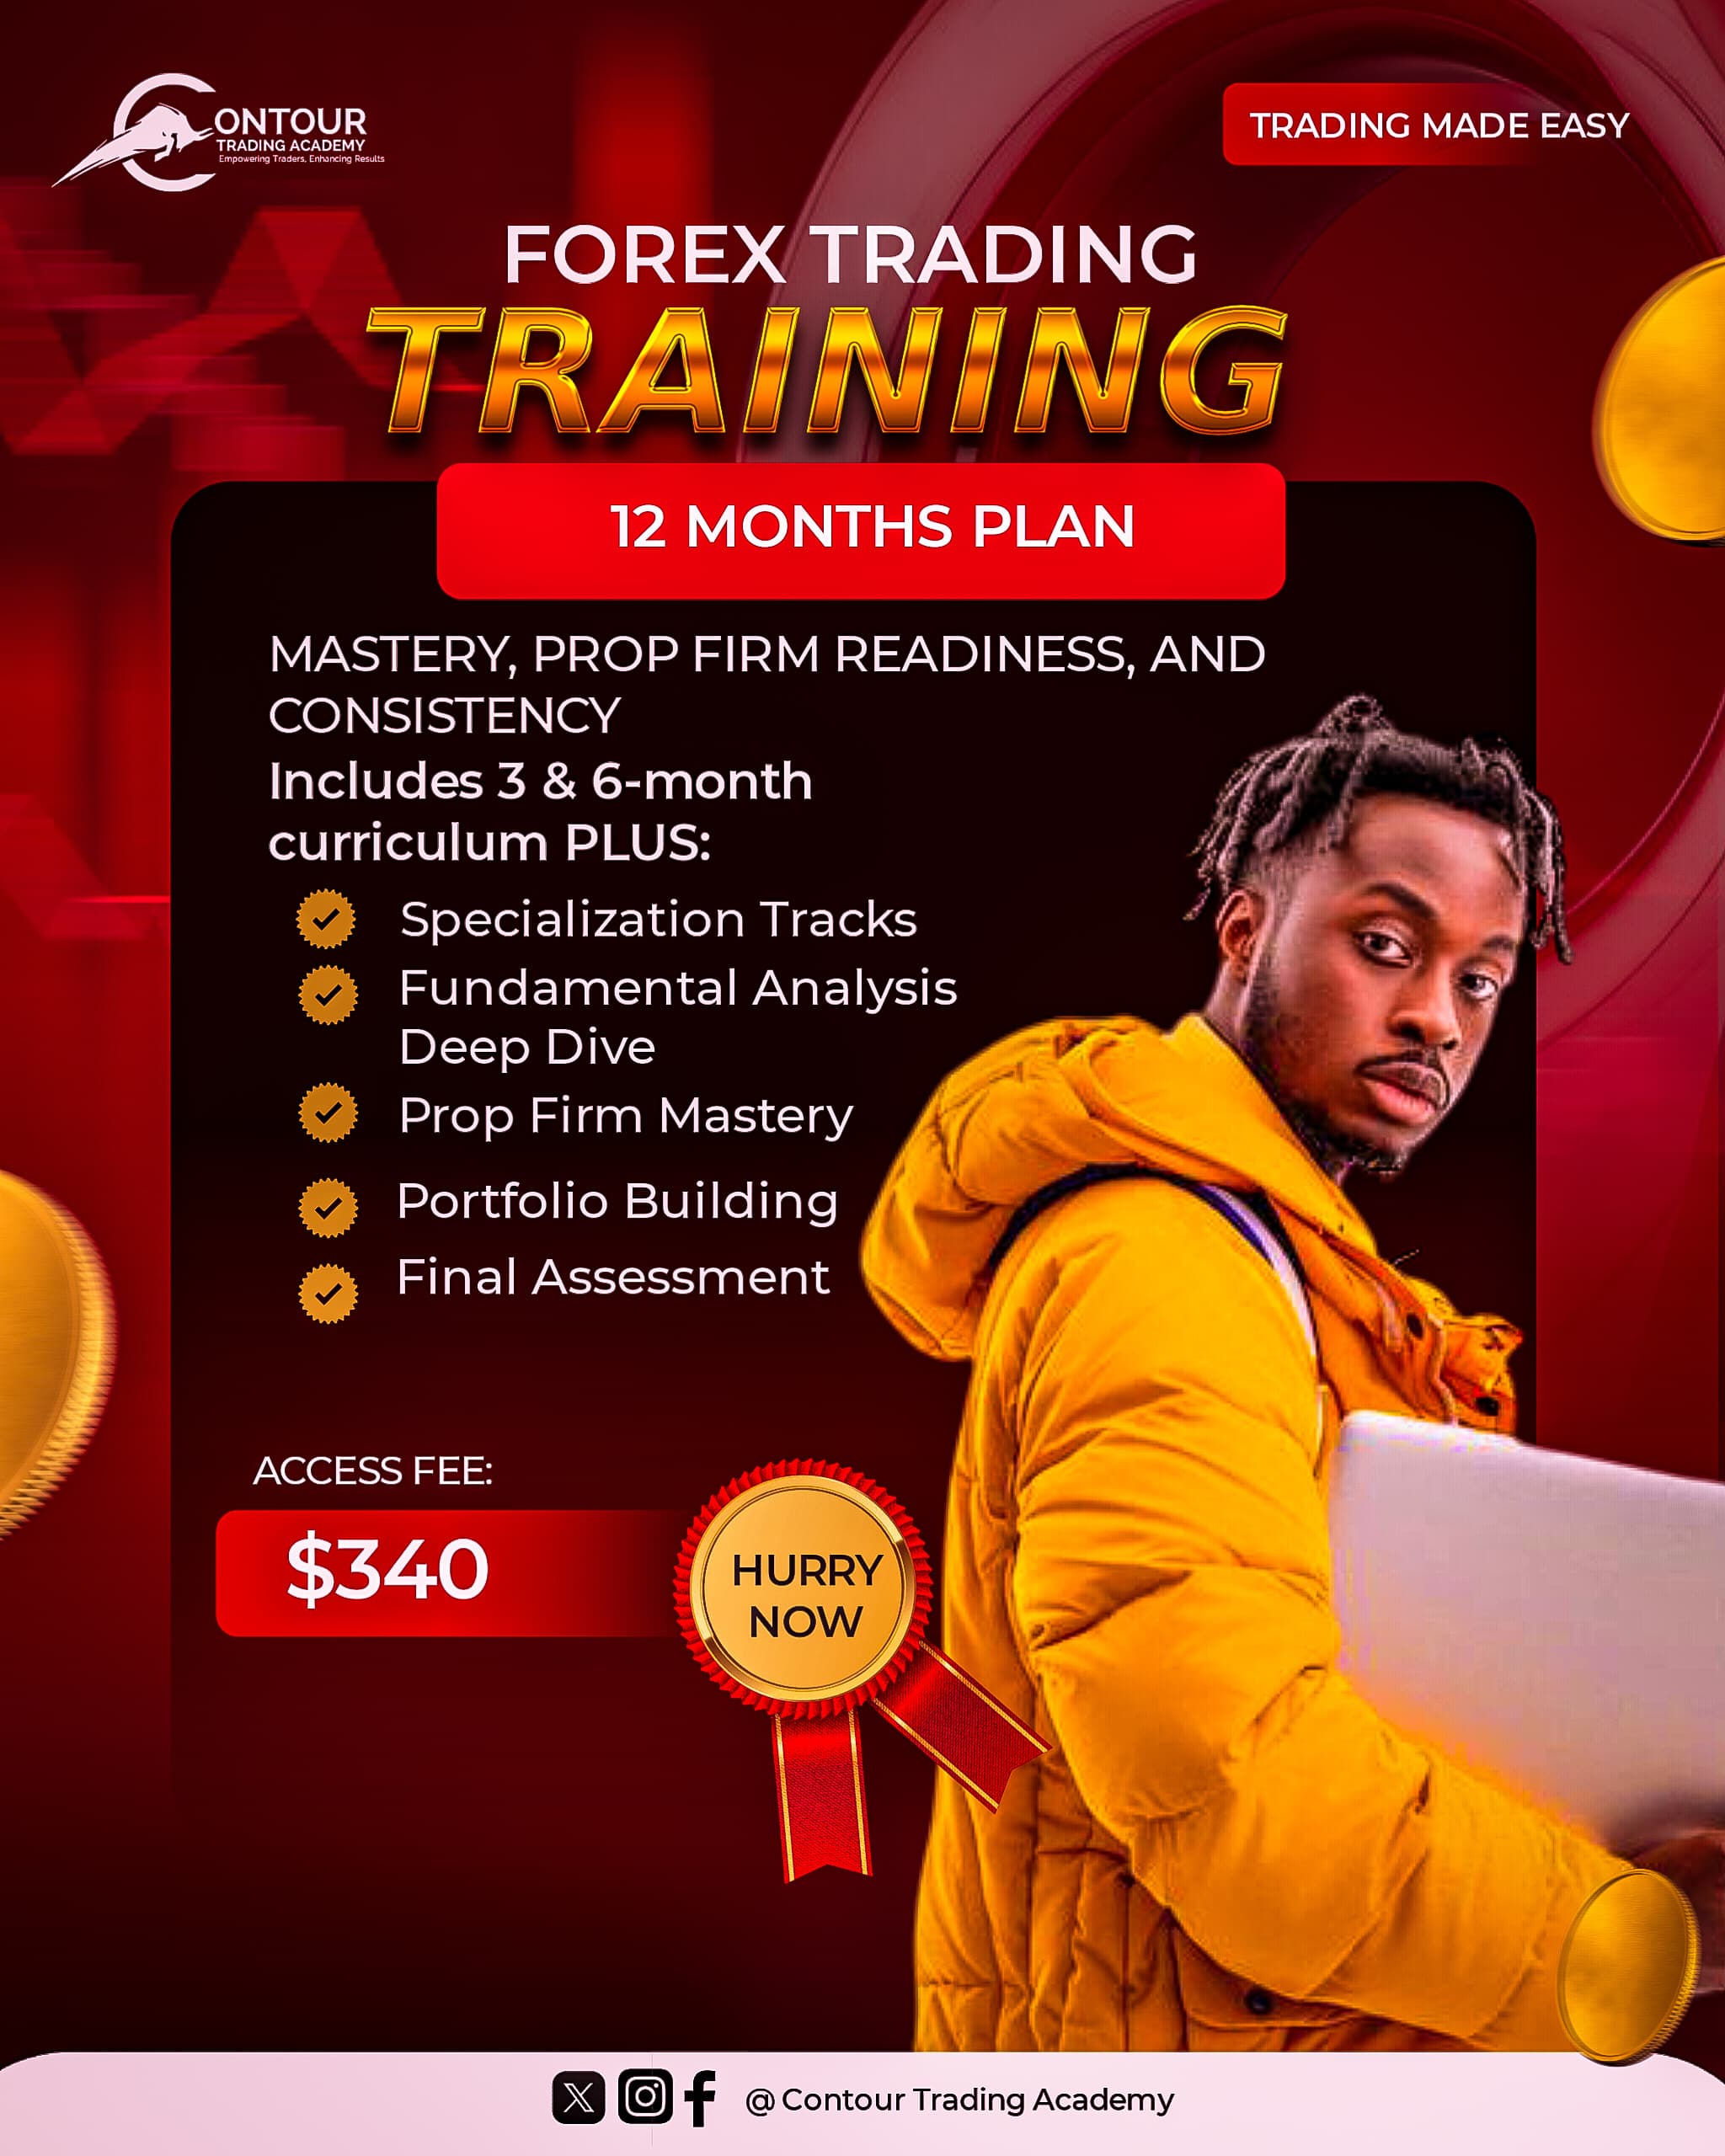 CONTOUR
TRADING ACADEMY
Empowering Traders, Enhancing Results
TRADING MADE EASY
FOREX TRADING
TRAINING
12 MONTHS PLAN
MASTERY, PROP FIRM READINESS, AND
CONSISTENCY
Includes 3 & 6-month
curriculum PLUS:
Specialization Tracks
Fundamental Analysis
Deep Dive
Prop Firm Mastery
Portfolio Building
Final Assessment
ACCESS FEE:
$340
HURRY
NOW
@ Contour Trading Academy